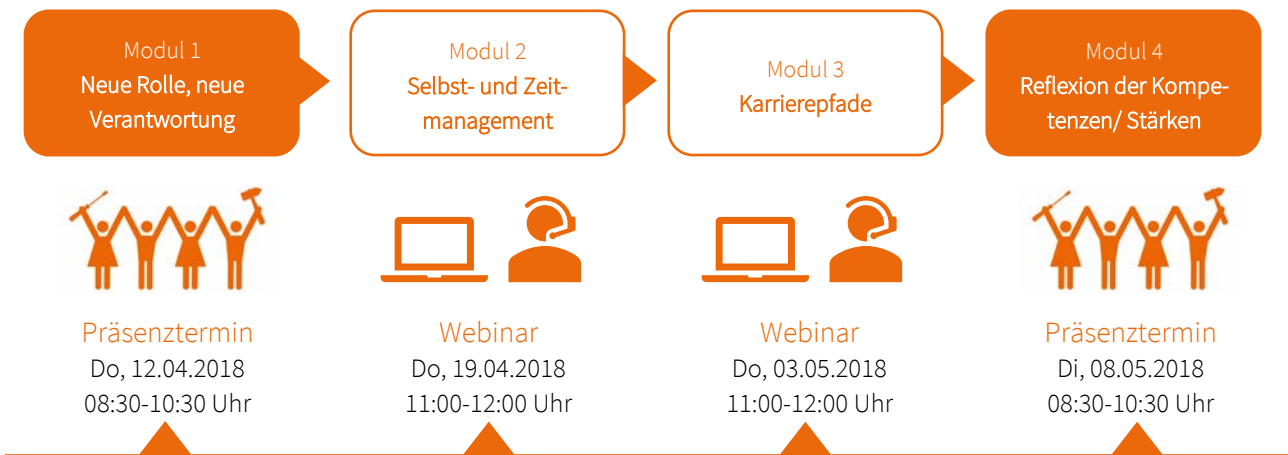 Modul 1
Neue Rolle, neue
Verantwortung
Modul 2
Selbst- und Zeit-
management
Modul 3
Karrierepfade
Modul 4
Reflexion der Kompe-
tenzen/ Stärken
Präsenztermin
Do, 12.04.2018
08:30-10:30 Uhr
Webinar
Do, 19.04.2018
11:00-12:00 Uhr
Webinar
Do, 03.05.2018
11:00-12:00 Uhr
Präsenztermin
Di, 08.05.2018
08:30-10:30 Uhr